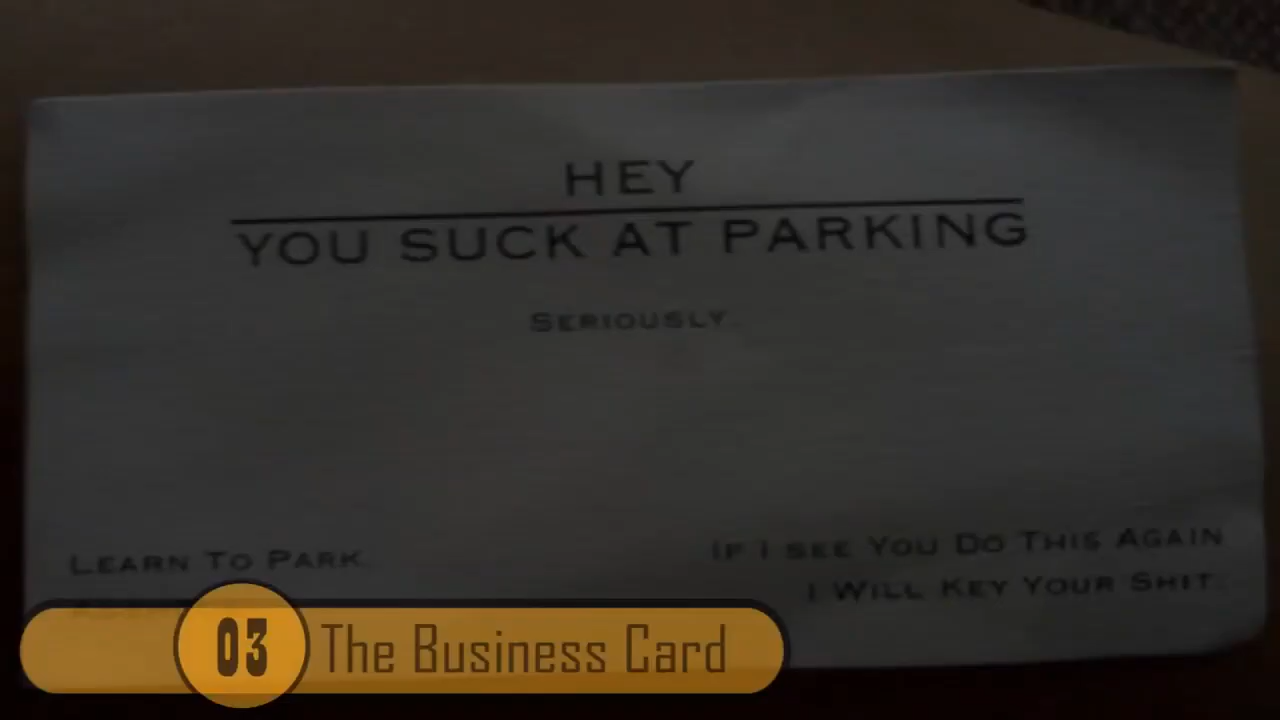 HEY
YOU SUCK AT PARKING
SERIOUSLY.
LEARN TO PARK.
IF I SEE YOU DO THIS AGAIN
I WILL KEY YOUR SHIT.
03 The Business Card